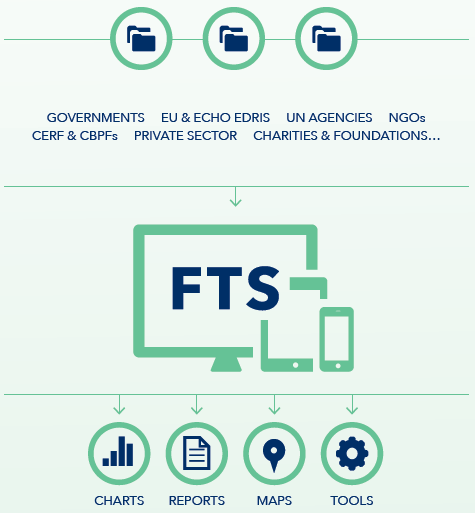 GOVERNMENTS EU & ECHO EDRIS UN AGENCIES NGOs
CERF & CBPFs PRIVATE SECTOR CHARITIES & FOUNDATIONS...
FTS
CHARTS REPORTS MAPS TOOLS